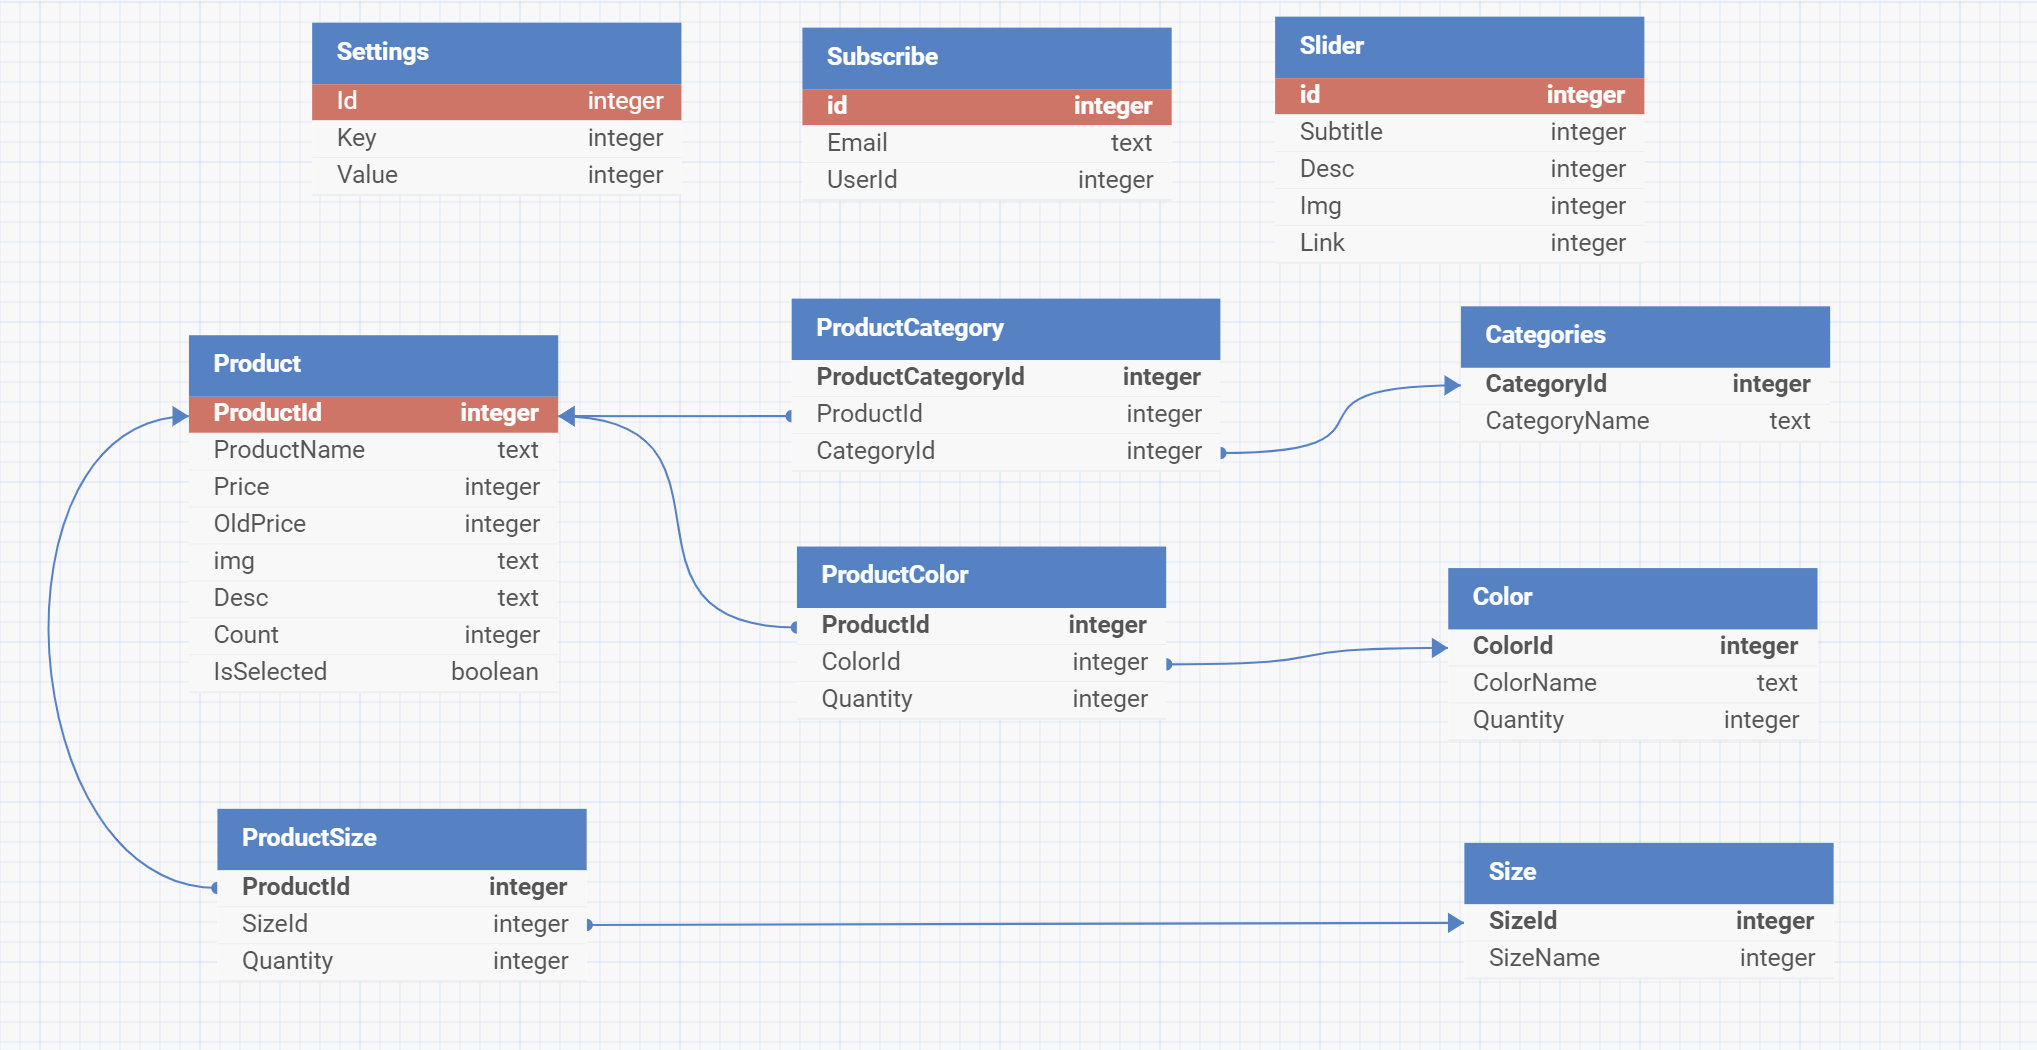 Settings
Id integer
Key integer
Value integer
Subscribe
id integer
Email text
UserId integer
Slider
id integer
Subtitle integer
Desc integer
Img integer
Link integer
Product
ProductId integer
ProductName text
Price integer
OldPrice integer
img text
Desc text
Count integer
IsSelected boolean
ProductCategory
ProductCategoryId integer
ProductId integer
CategoryId integer
Categories
CategoryId integer
CategoryName text
ProductColor
ProductId integer
ColorId integer
Quantity integer
Color
ColorId integer
ColorName text
Quantity integer
ProductSize
ProductId integer
SizeId integer
Quantity integer
Size
SizeId integer
SizeName integer